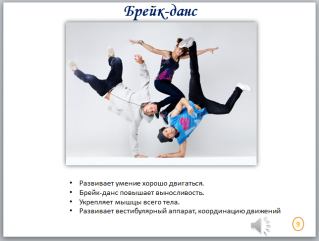 Брейк-данс
• Развивает умение хорошо двигаться.
• Брейк-данс повышает выносливость.
• Укрепляет мышцы всего тела.
• Развивает вестибулярный аппарат, координацию движений
9